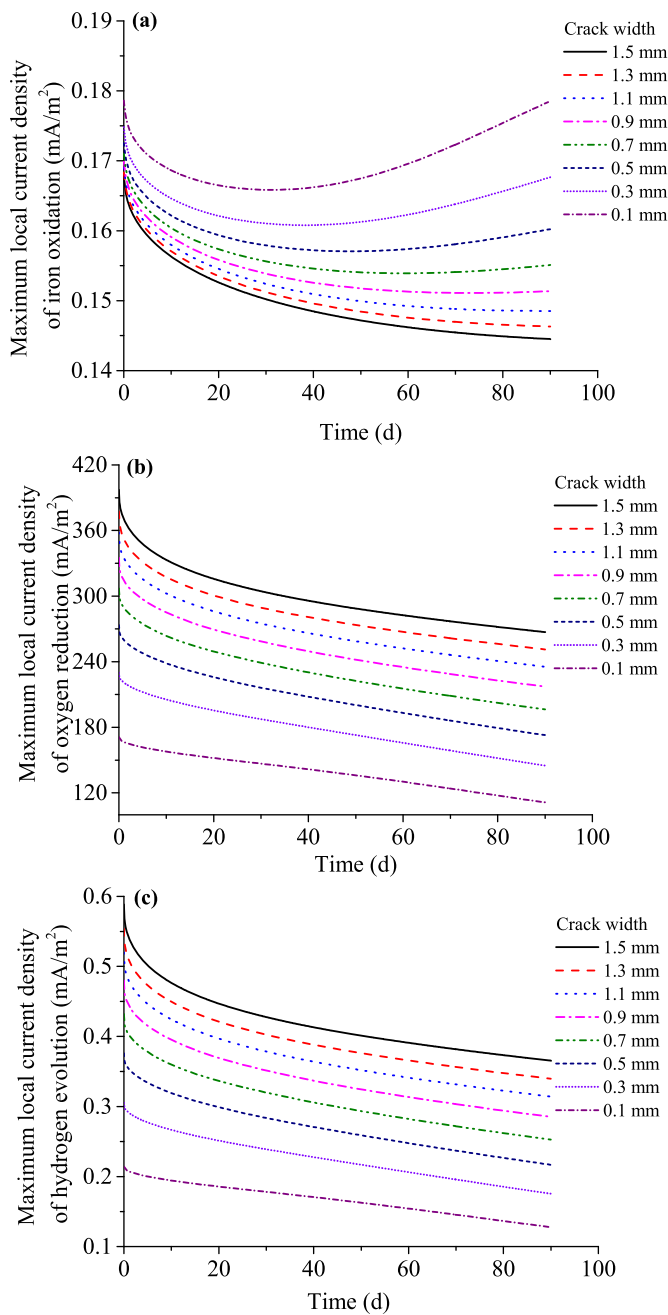 (a)
Crack width
1.5 mm
1.3 mm
1.1 mm
0.9 mm
0.7 mm
0.5 mm
0.3 mm
0.1 mm
Maximum local current density
of iron oxidation (mA/m²)
0.19
0.18
0.17
0.16
0.15
0.14
0 20 40 60 80 100
Time (d)
(b)
Crack width
1.5 mm
1.3 mm
1.1 mm
0.9 mm
0.7 mm
0.5 mm
0.3 mm
0.1 mm
Maximum local current density
of oxygen reduction (mA/m²)
420
360
300
240
180
120
0 20 40 60 80 100
Time (d)
(c)
Crack width
1.5 mm
1.3 mm
1.1 mm
0.9 mm
0.7 mm
0.5 mm
0.3 mm
0.1 mm
Maximum local current density
of hydrogen evolution (mA/m²)
0.6
0.5
0.4
0.3
0.2
0.1
0 20 40 60 80 100
Time (d)